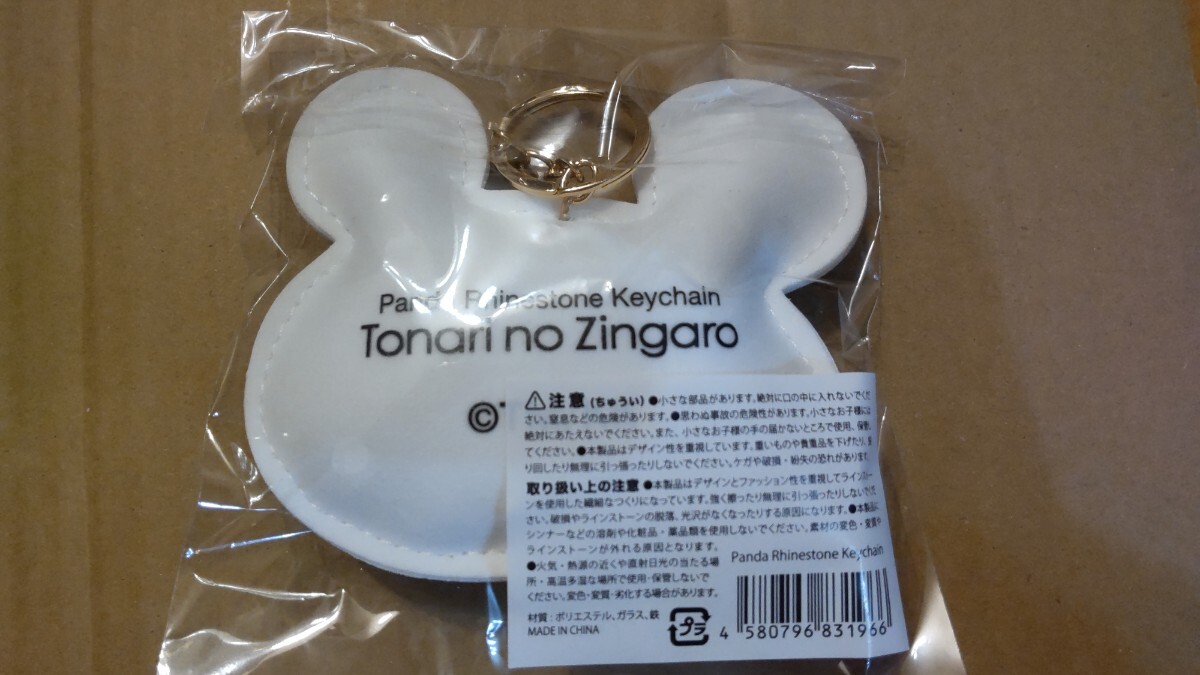 Panda Rhinestone Keychain
Tonari no Zingaro
©T
⚠注意(ちゅうい) ●小さな部品があります。絶対に口の中に入れないでくだ
さい。窒息などの危険があります。●思わぬ事故の危険性があります。小さなお子様には
絶対にあたえないでください。また、小さなお子様の手の届かないところで使用、保管し
てください。●本製品はデザイン性を重視しています。重いものや貴重品を下げたり、振
り回したり無理に引っ張ったりしないでください。ケガや破損・紛失の恐れがあります。
取り扱い上の注意 ●本製品はデザインとファッション性を重視してラインストー
ンを使用した繊細なつくりになっています。強く擦ったり無理に引っ張ったりしないでくだ
さい。破損やラインストーンの脱落、光沢がなくなったりする原因になります。●本製品に
シンナーなどの溶剤や化粧品・薬品類を使用しないでください。素材の変色・変質や
ラインストーンが外れる原因となります。
●火気・熱源の近くや直射日光の当たる場
所・高温多湿な場所で使用・保管しないで
ください。変色・変質・劣化する場合があります。
Panda Rhinestone Keychain
材質:ポリエステル、ガラス、鉄
MADE IN CHINA
プラ
4 580796 831966